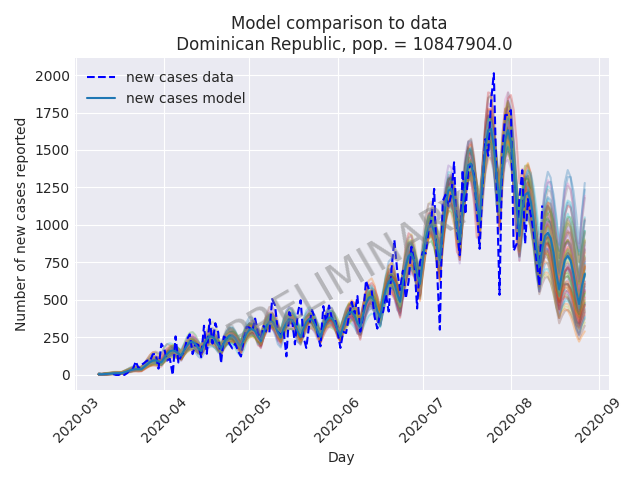 Model comparison to data
Dominican Republic, pop. = 10847904.0
new cases data
new cases model
PRELIMINARY
Number of new cases reported
2000
1750
1500
1250
1000
750
500
250
0
2020-03
2020-04
2020-05
2020-06
2020-07
2020-08
2020-09
Day